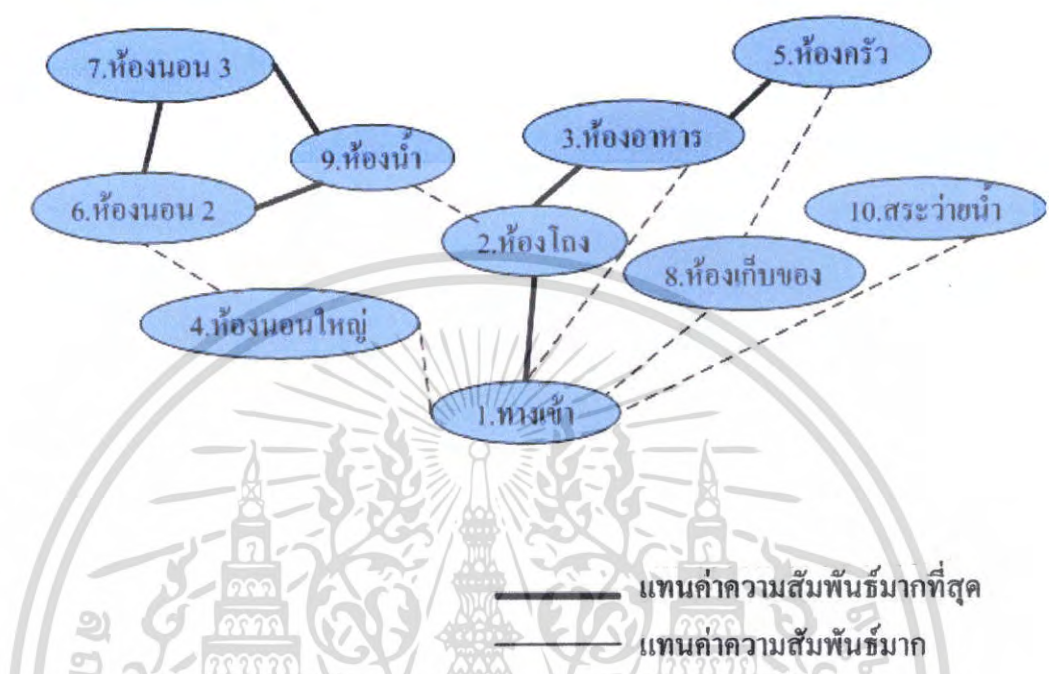 7.ห้องนอน 3
5.ห้องครัว
3.ห้องอาหาร
9.ห้องน้ำ
6.ห้องนอน 2
10.สระว่ายน้ำ
2.ห้องโถง
8.ห้องเก็บของ
4.ห้องนอนใหญ่
1.ทางเข้า
แทนค่าความสัมพันธ์มากที่สุด
แทนค่าความสัมพันธ์มาก